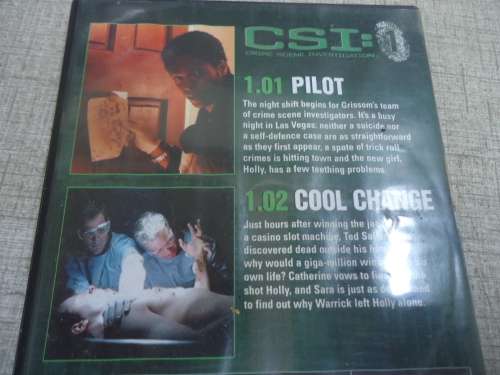 CSI:
CRIME SCENE INVESTIGATION
1.01 PILOT
The night shift begins for Grissom's team
of crime scene investigators. It's a busy
night in Las Vegas: neither a suicide nor
a self-defence case are as straightforward
as they first appear, a spate of trick roll
crimes is hitting town and the new girl,
Holly, has a few teething problems.
1.02 COOL CHANGE
Just hours after winning the
a casino slot machine, Ted
discovered dead outside his
why would a giga-million win
own life? Catherine vows to
shot Holly, and Sara is just as
to find out why Warrick left Holly alone.